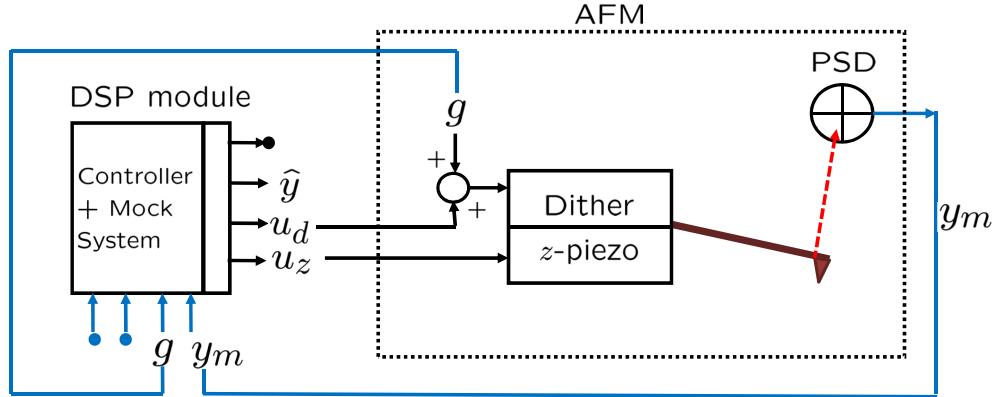 AFM
PSD
DSP module
g
+
+
Controller
+ Mock
System
ŷ
u_d
u_z
Dither
z-piezo
y_m
g
y_m